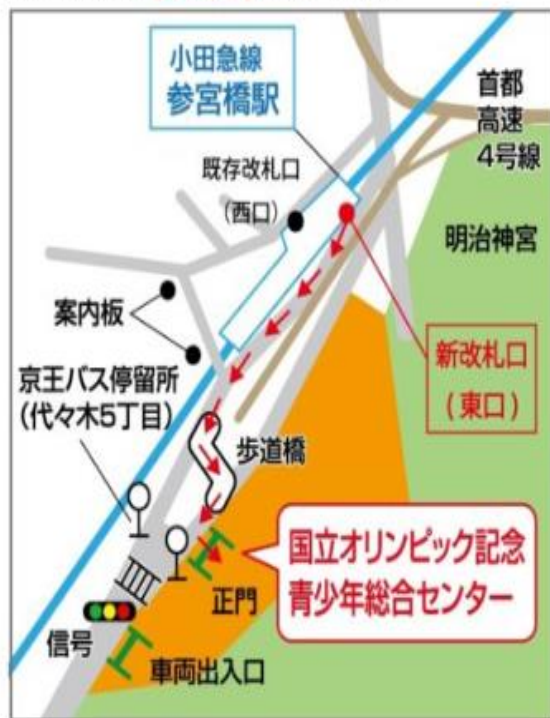 小田急線
参宮橋駅
首都
高速
4号線
既存改札口
(西口)
明治神宮
案内板
新改札口
(東口)
京王バス停留所
(代々木5丁目)
歩道橋
国立オリンピック記念
青少年総合センター
正門
信号
車両出入口